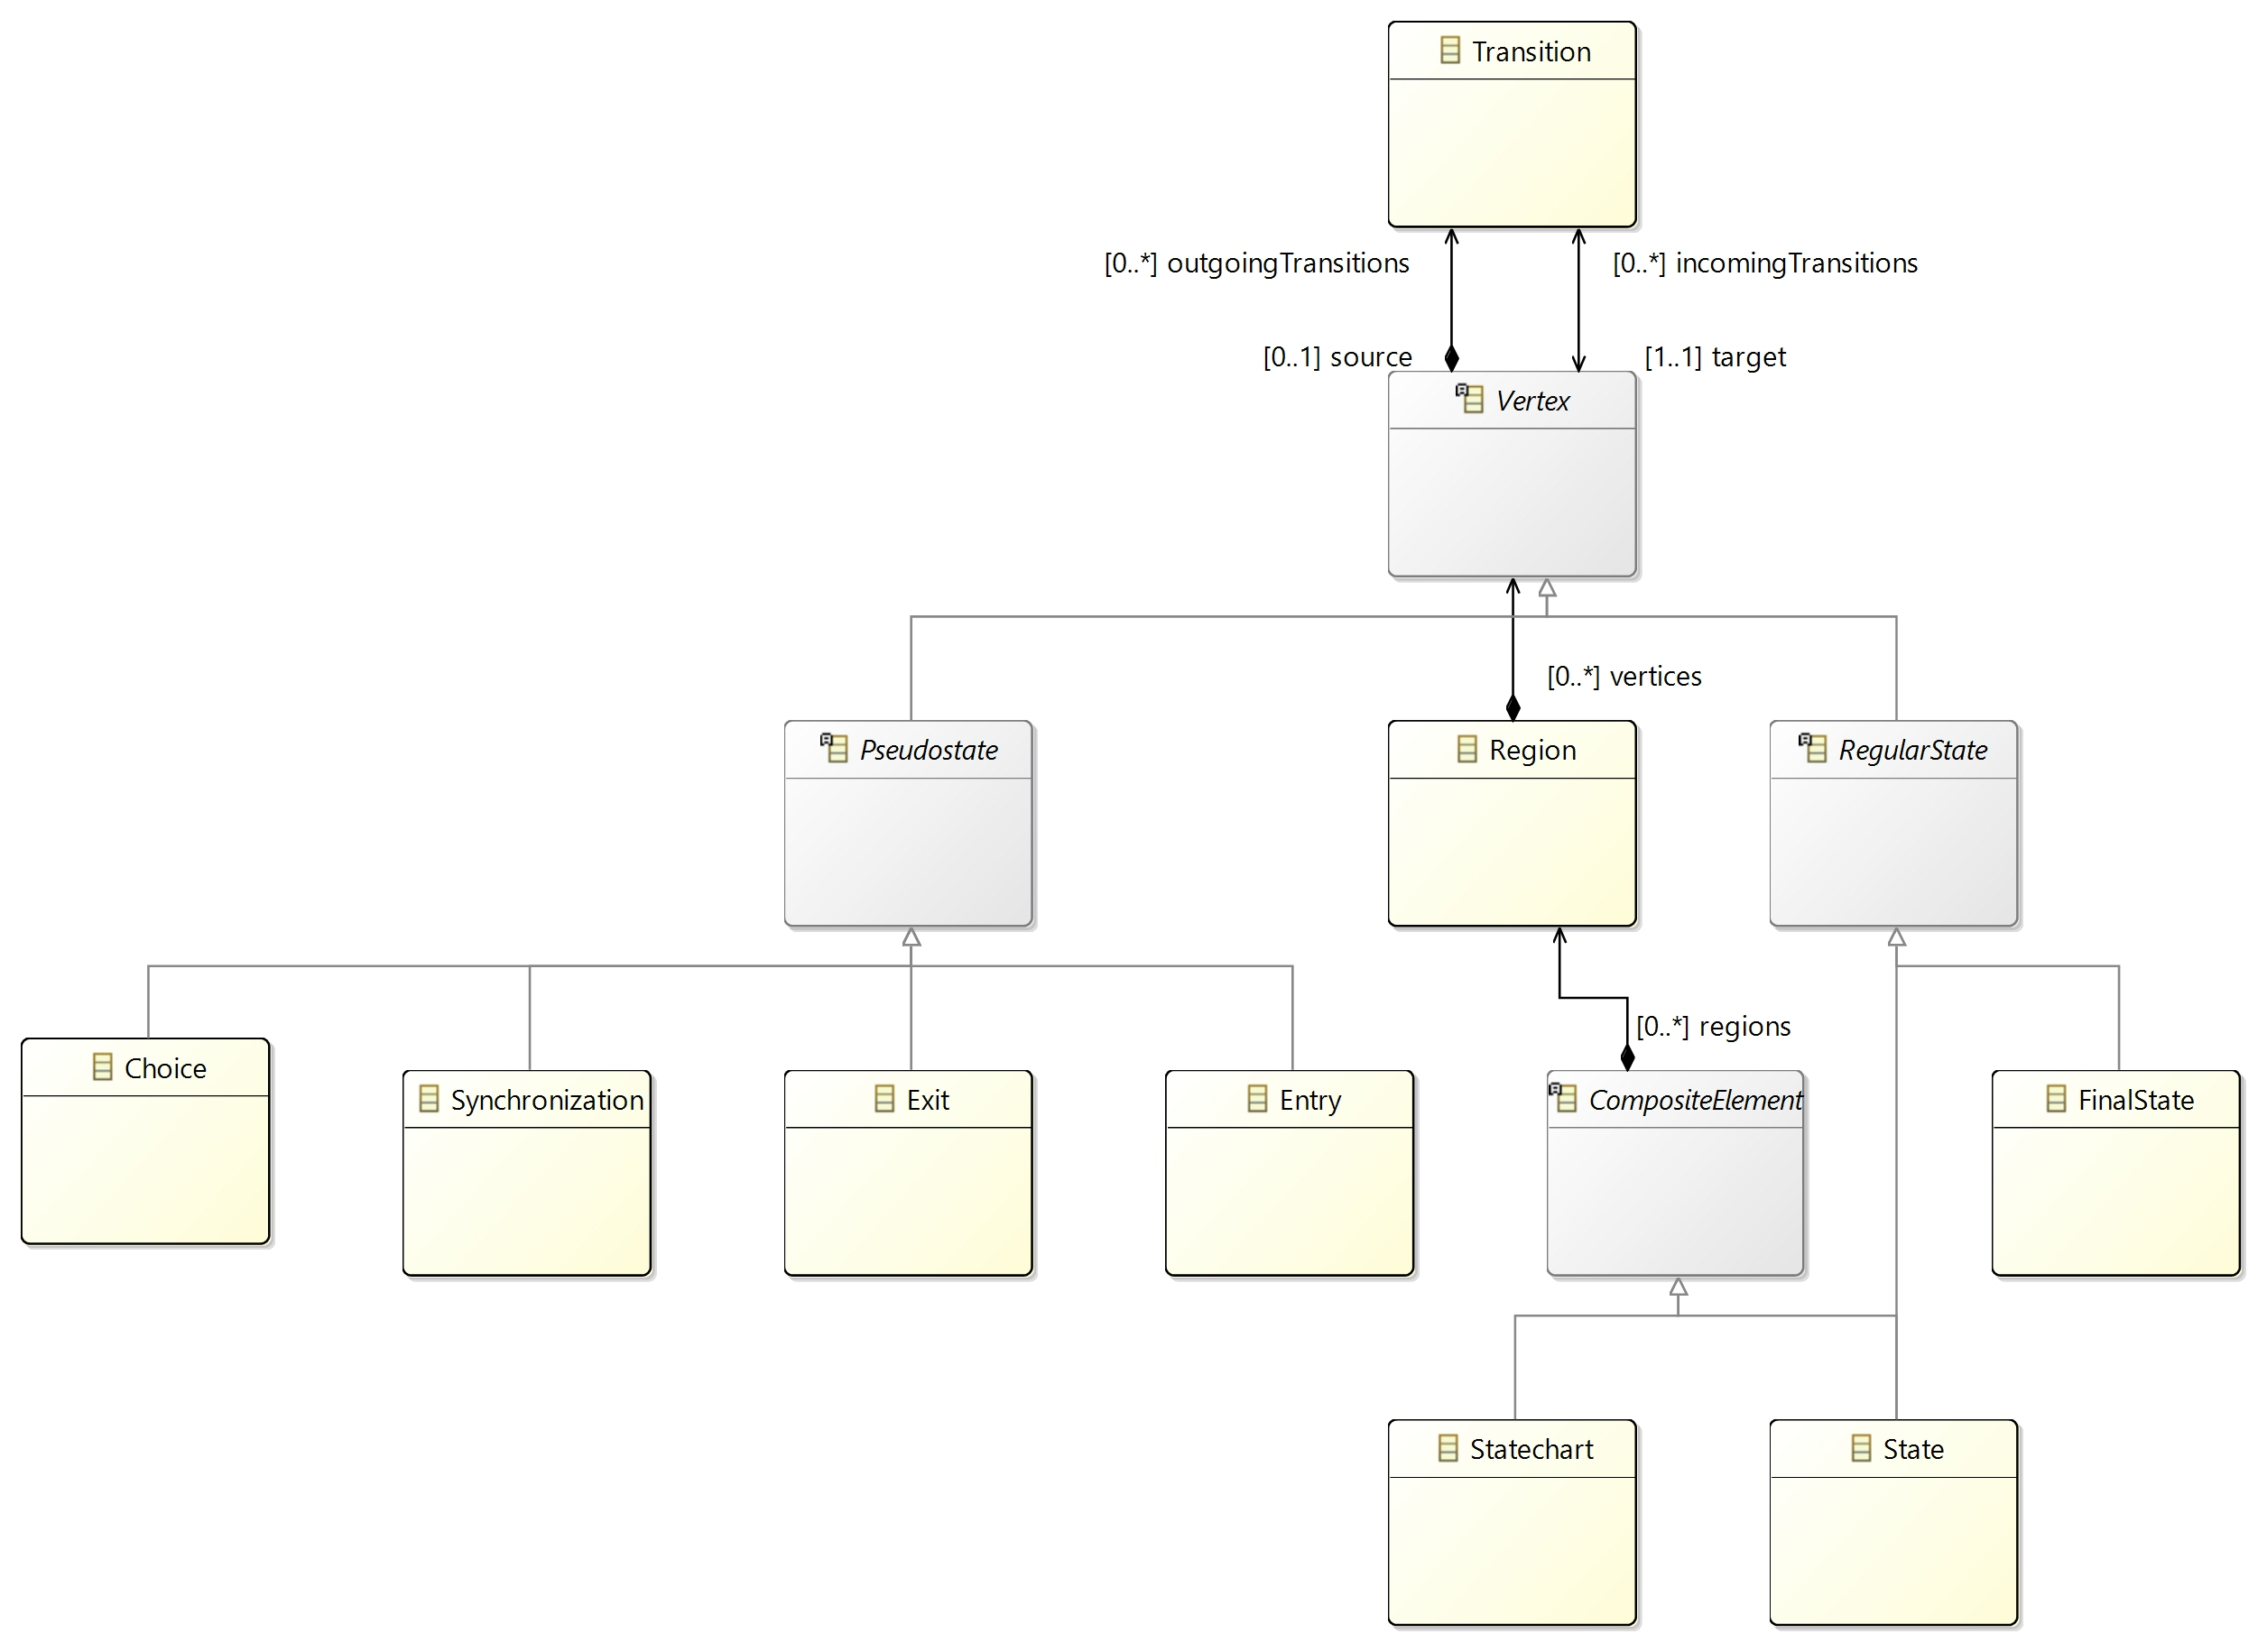 Transition
[0..*] outgoingTransitions
[0..*] incomingTransitions
[0..1] source
[1..1] target
Vertex
[0..*] vertices
Pseudostate
Region
RegularState
[0..*] regions
Choice
Synchronization
Exit
Entry
CompositeElement
FinalState
Statechart
State